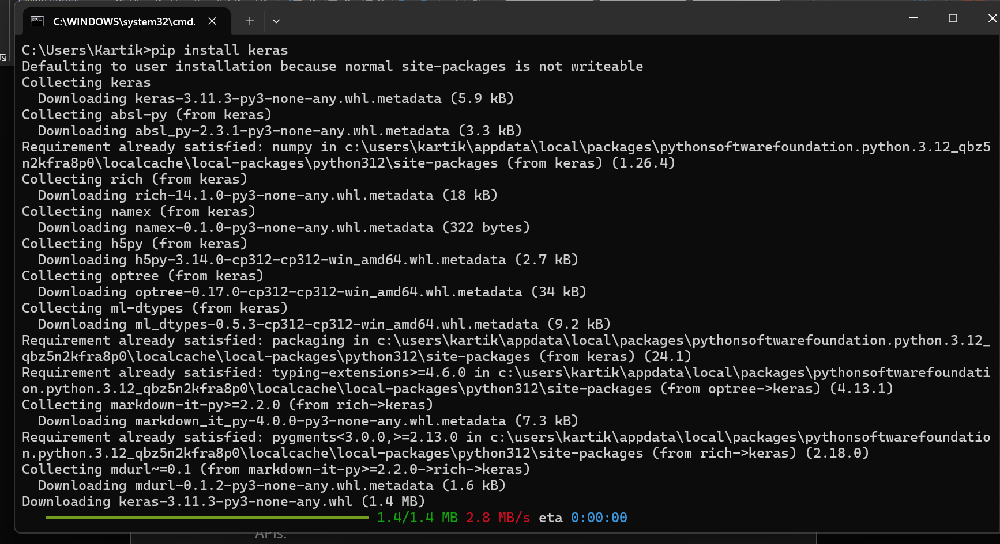 C:\WINDOWS\system32\cmd.
C:\Users\Kartik>pip install keras
Defaulting to user installation because normal site-packages is not writeable
Collecting keras
  Downloading keras-3.11.3-py3-none-any.whl.metadata (5.9 kB)
Collecting absl-py (from keras)
  Downloading absl_py-2.3.1-py3-none-any.whl.metadata (3.3 kB)
Requirement already satisfied: numpy in c:\users\kartik\appdata\local\packages\pythonsoftwarefoundation.python.3.12_qbz5
n2kfra8p0\localcache\local-packages\python312\site-packages (from keras) (1.26.4)
Collecting rich (from keras)
  Downloading rich-14.1.0-py3-none-any.whl.metadata (18 kB)
Collecting namex (from keras)
  Downloading namex-0.1.0-py3-none-any.whl.metadata (322 bytes)
Collecting h5py (from keras)
  Downloading h5py-3.14.0-cp312-cp312-win_amd64.whl.metadata (2.7 kB)
Collecting optree (from keras)
  Downloading optree-0.17.0-cp312-cp312-win_amd64.whl.metadata (34 kB)
Collecting ml-dtypes (from keras)
  Downloading ml_dtypes-0.5.3-cp312-cp312-win_amd64.whl.metadata (9.2 kB)
Requirement already satisfied: packaging in c:\users\kartik\appdata\local\packages\pythonsoftwarefoundation.python.3.12_
qbz5n2kfra8p0\localcache\local-packages\python312\site-packages (from keras) (24.1)
Requirement already satisfied: typing-extensions>=4.6.0 in c:\users\kartik\appdata\local\packages\pythonsoftwarefoundati
on.python.3.12_qbz5n2kfra8p0\localcache\local-packages\python312\site-packages (from optree->keras) (4.13.1)
Collecting markdown-it-py>=2.2.0 (from rich->keras)
  Downloading markdown_it_py-4.0.0-py3-none-any.whl.metadata (7.3 kB)
Requirement already satisfied: pygments<3.0.0,>=2.13.0 in c:\users\kartik\appdata\local\packages\pythonsoftwarefoundatio
n.python.3.12_qbz5n2kfra8p0\localcache\local-packages\python312\site-packages (from rich->keras) (2.18.0)
Collecting mdurl~=0.1 (from markdown-it-py>=2.2.0->rich->keras)
  Downloading mdurl-0.1.2-py3-none-any.whl.metadata (1.6 kB)
Downloading keras-3.11.3-py3-none-any.whl (1.4 MB)
1.4/1.4 MB 2.8 MB/s eta 0:00:00
APIs.